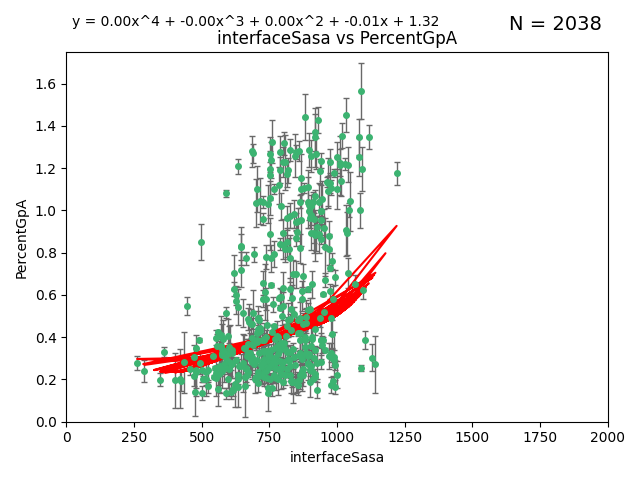 y = 0.00x^4 + -0.00x^3 + 0.00x^2 + -0.01x + 1.32
N = 2038
interfaceSasa vs PercentGpA
PercentGpA
1.6
1.4
1.2
1.0
0.8
0.6
0.4
0.2
0.0
0 250 500 750 1000 1250 1500 1750 2000
interfaceSasa